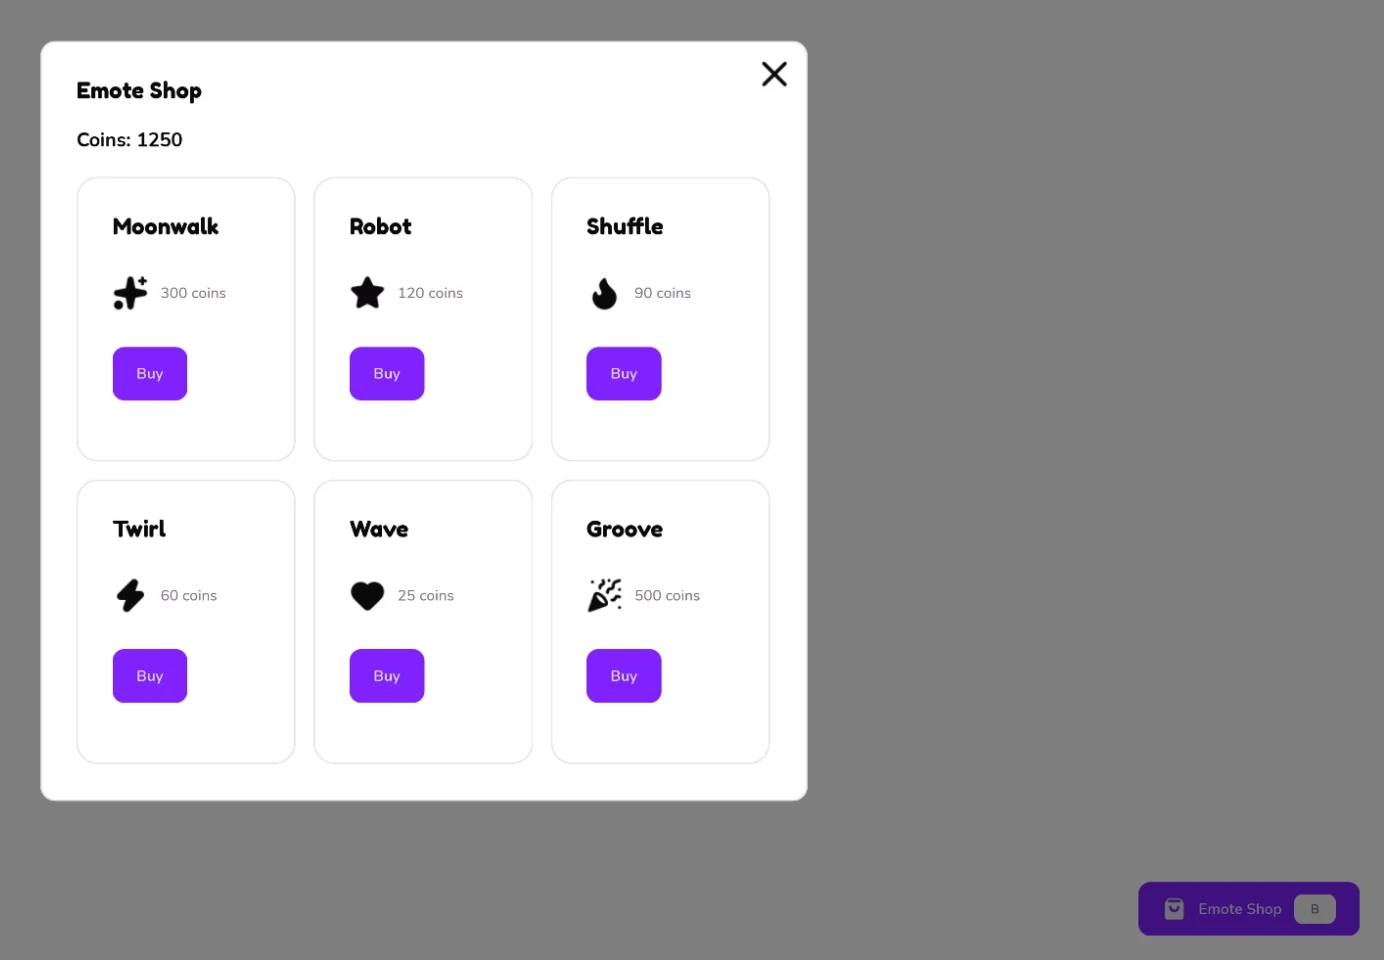 Emote Shop
Coins: 1250
Moonwalk
300 coins
Buy
Robot
120 coins
Buy
Shuffle
90 coins
Buy
Twirl
60 coins
Buy
Wave
25 coins
Buy
Groove
500 coins
Buy
Emote Shop B